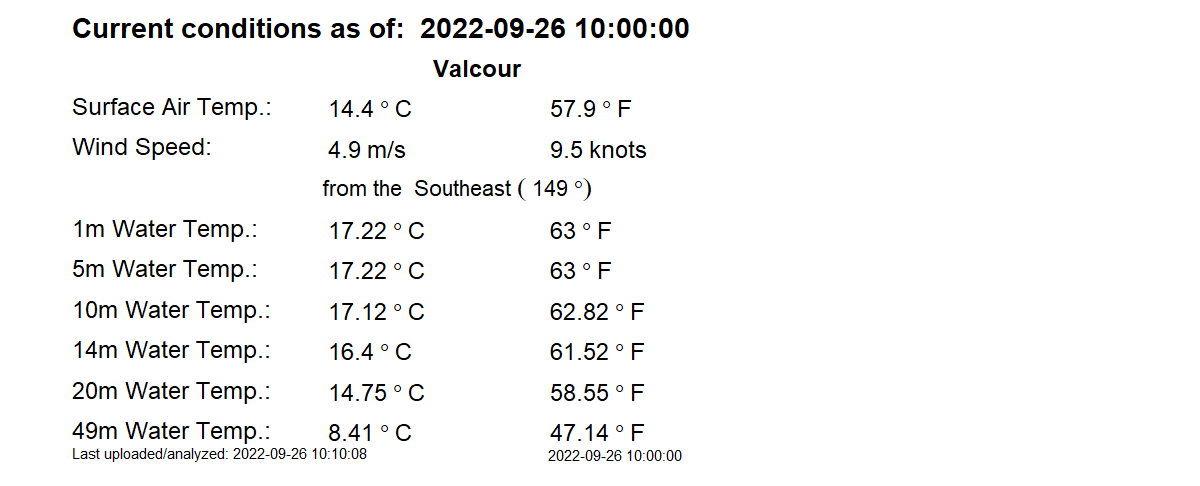 Current conditions as of:  2022-09-26 10:00:00
Valcour
Surface Air Temp.: 14.4 ° C 57.9 ° F
Wind Speed: 4.9 m/s 9.5 knots
from the  Southeast ( 149 °)
1m Water Temp.: 17.22 ° C 63 ° F
5m Water Temp.: 17.22 ° C 63 ° F
10m Water Temp.: 17.12 ° C 62.82 ° F
14m Water Temp.: 16.4 ° C 61.52 ° F
20m Water Temp.: 14.75 ° C 58.55 ° F
49m Water Temp.: 8.41 ° C 47.14 ° F
Last uploaded/analyzed: 2022-09-26 10:10:08 2022-09-26 10:00:00